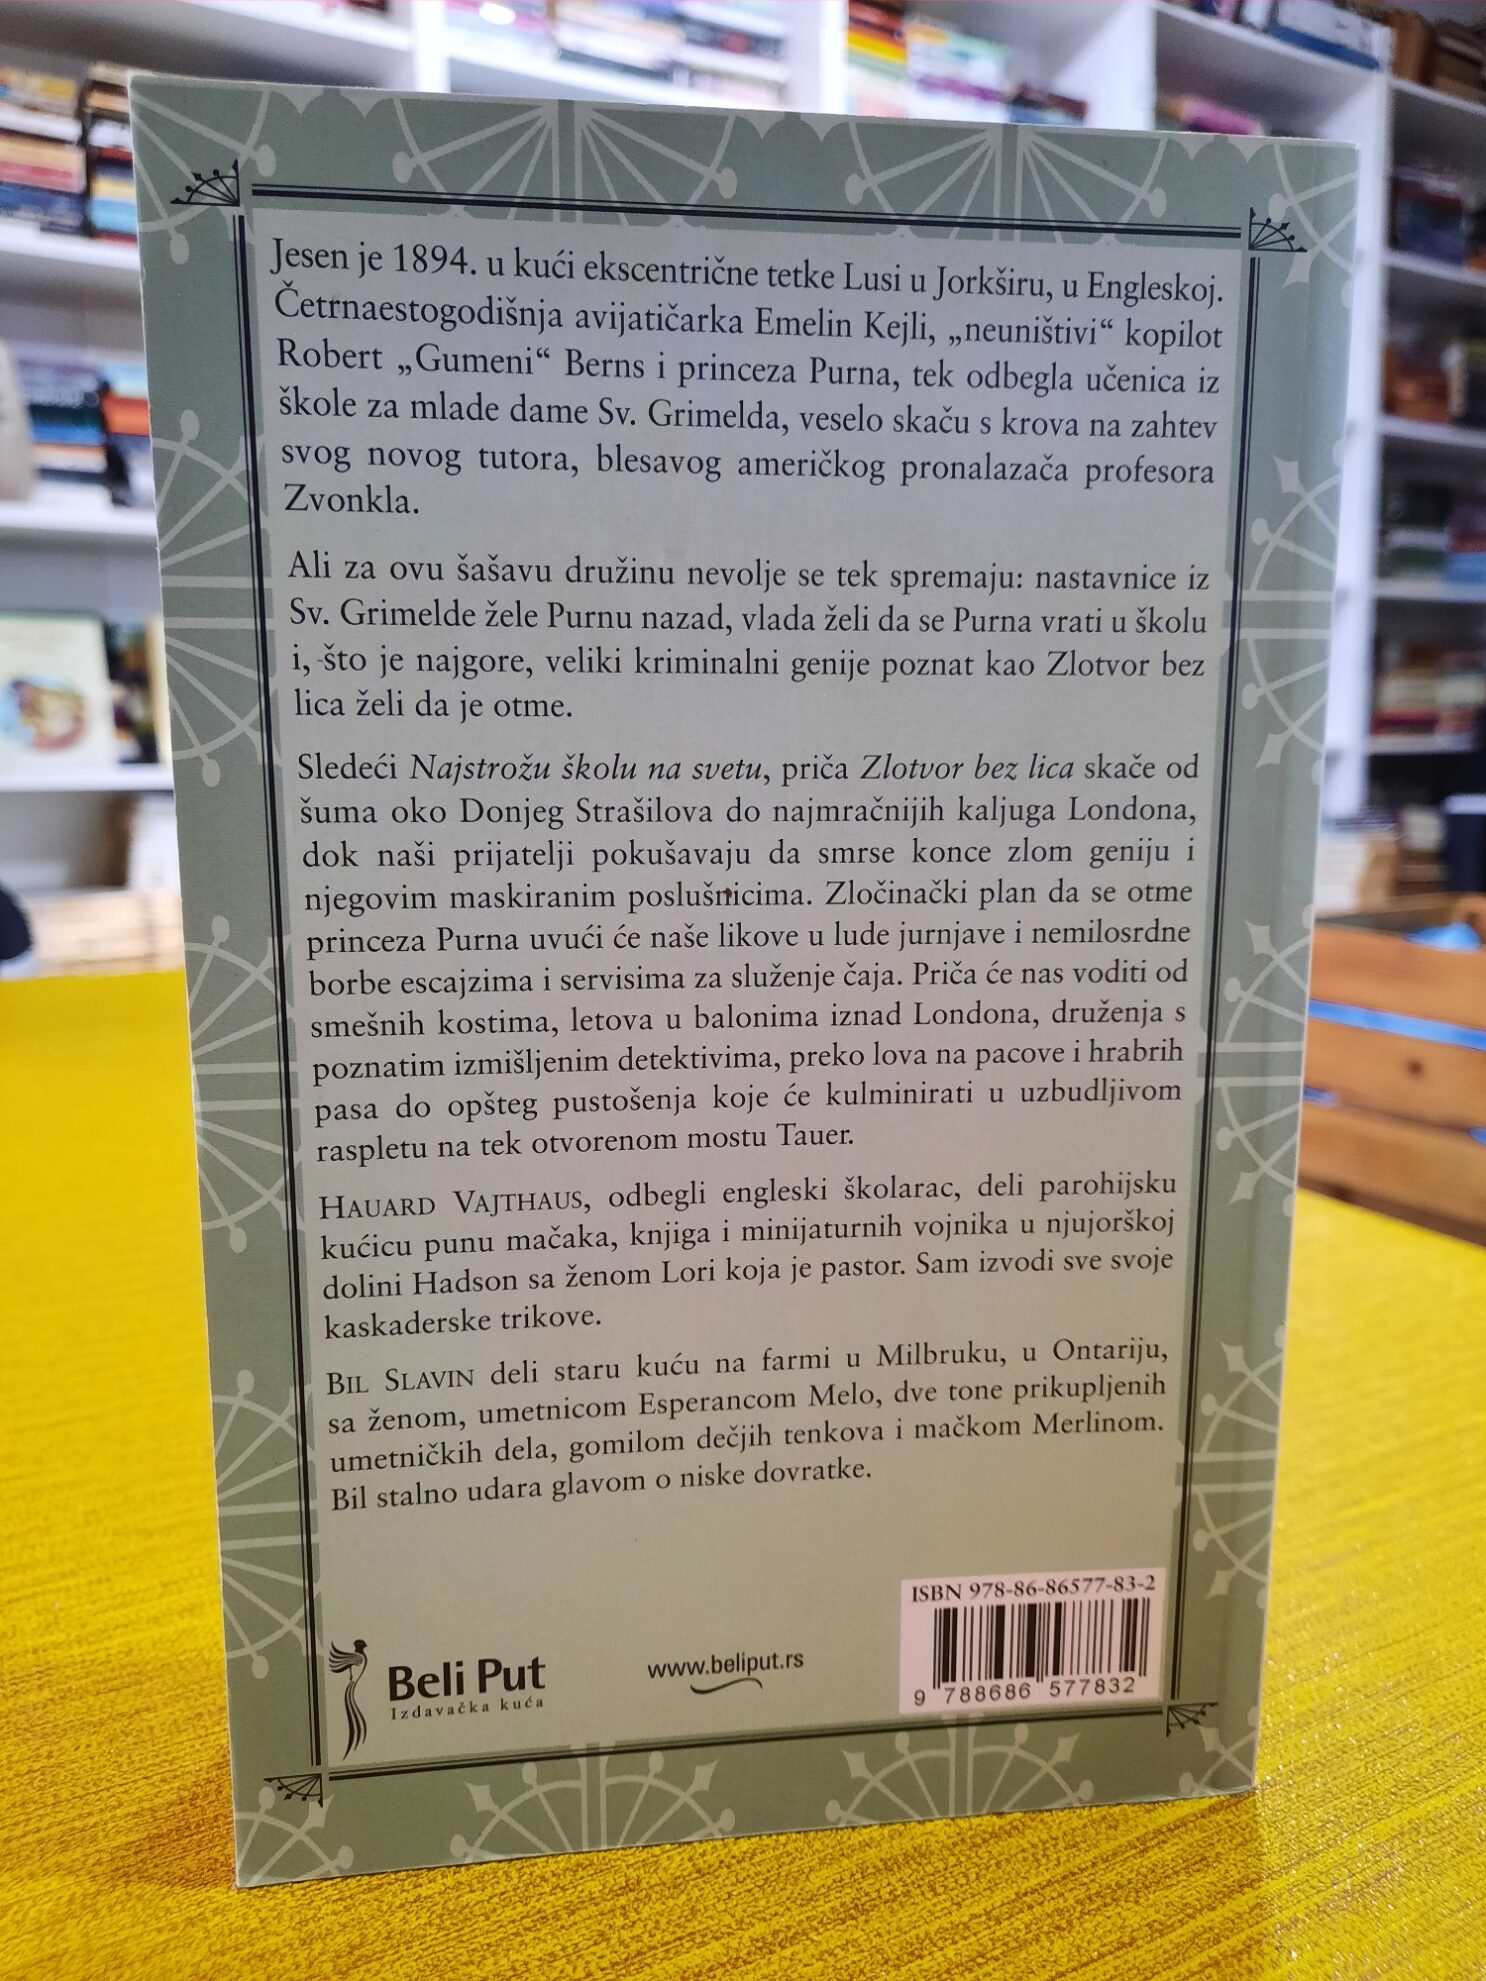 Jesen je 1894. u kući ekscentrične tetke Lusi u Jorkširu, u Engleskoj.
Četrnaestogodišnja avijatičarka Emelin Kejli, „neuništivi“ kopilot
Robert „Gumeni“ Berns i princeza Purna, tek odbegla učenica iz
škole za mlade dame Sv. Grimelda, veselo skaču s krova na zahtev
svog novog tutora, blesavog američkog pronalazača profesora
Zvonkla.
Ali za ovu šašavu družinu nevolje se tek spremaju: nastavnice iz
Sv. Grimelde žele Purnu nazad, vlada želi da se Purna vrati u školu
i, što je najgore, veliki kriminalni genije poznat kao Zlotvor bez
lica želi da je otme.
Sledeći Najstrožu školu na svetu, priča Zlotvor bez lica skače od
šuma oko Donjeg Strašilova do najmračnijih kaljuga Londona,
dok naši prijatelji pokušavaju da smrse konce zlom geniju i
njegovim maskiranim poslušnicima. Zločinački plan da se otme
princeza Purna uvući će naše likove u lude jurnjave i nemilosrdne
borbe escajzima i servisima za služenje čaja. Priča će nas voditi od
smešnih kostima, letova u balonima iznad Londona, druženja s
poznatim izmišljenim detektivima, preko lova na pacove i hrabrih
pasa do opšteg pustošenja koje će kulminirati u uzbudljivom
raspletu na tek otvorenom mostu Tauer.
HAUARD VAJTHAUS, odbegli engleski školarac, deli parohijsku
kućicu punu mačaka, knjiga i minijaturnih vojnika u njujorškoj
dolini Hadson sa ženom Lori koja je pastor. Sam izvodi sve svoje
kaskaderske trikove.
BIL SLAVIN deli staru kuću na farmi u Milbruku, u Ontariju,
sa ženom, umetnicom Esperancom Melo, dve tone prikupljenih
umetničkih dela, gomilom dečjih tenkova i mačkom Merlinom.
Bil stalno udara glavom o niske dovratke.
ISBN 978-86-86577-83-2
Beli Put
Izdavačka kuća
www.beliput.rs
9 788686 577832